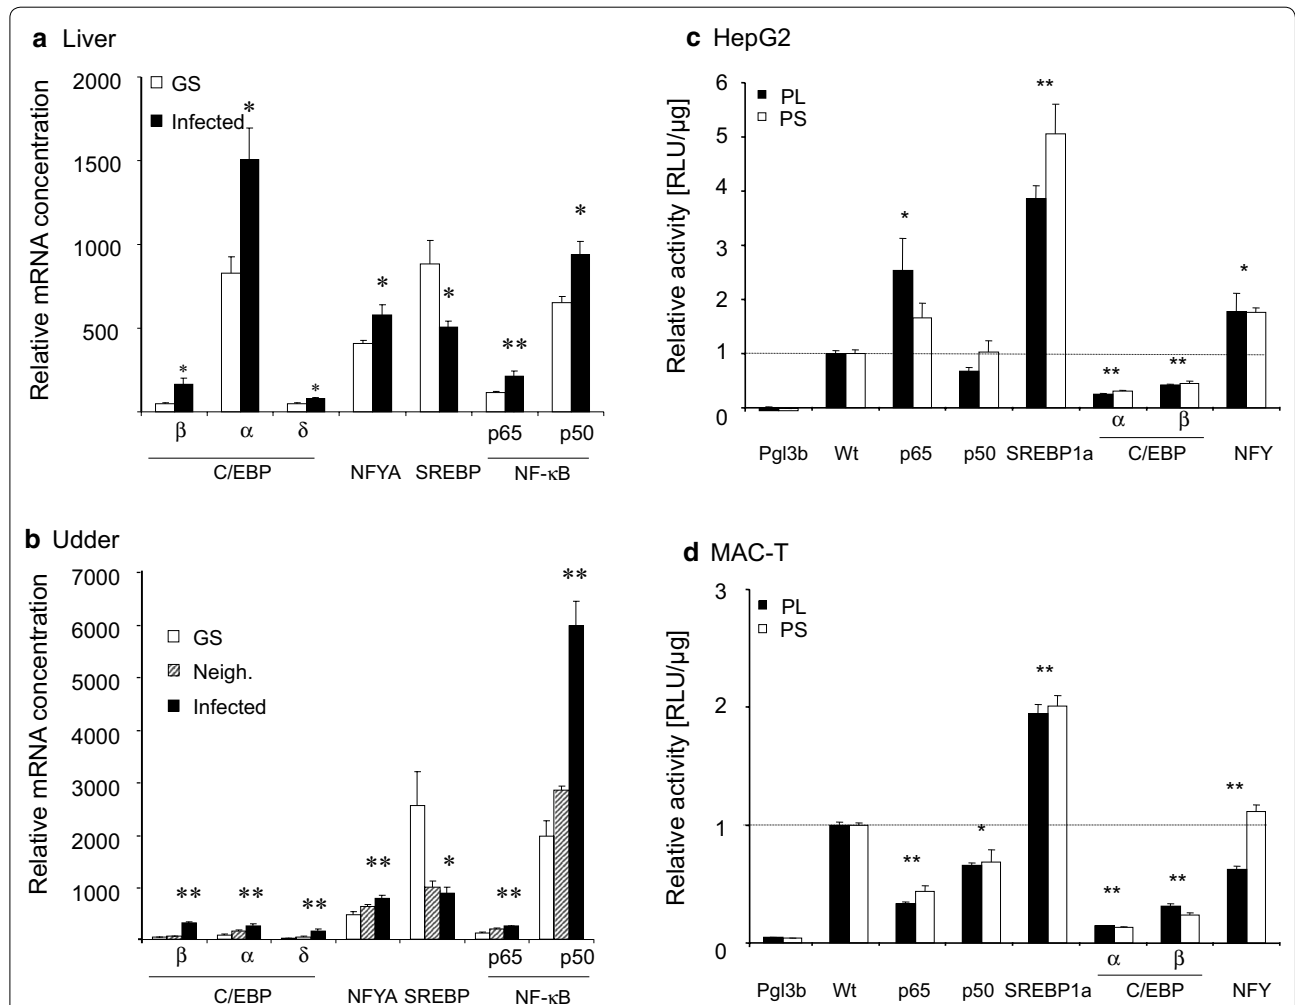 a Liver
Relative mRNA concentration
2000
1500
1000
500
GS
Infected
*
*
*
*
*
**
*
β α δ p65 p50
C/EBP NFYA SREBP NF-κB
b Udder
Relative mRNA concentration
7000
6000
5000
4000
3000
2000
1000
GS
Neigh.
Infected
**
**
**
**
*
**
**
β α δ p65 p50
C/EBP NFYA SREBP NF-κB
c HepG2
Relative activity [RLU/µg]
6
5
4
3
2
1
0
PL
PS
*
**
**
**
*
α β
Pgl3b Wt p65 p50 SREBP1a C/EBP NFY
d MAC-T
Relative activity [RLU/µg]
3
2
1
0
PL
PS
**
*
**
**
**
**
α β
Pgl3b Wt p65 p50 SREBP1a C/EBP NFY